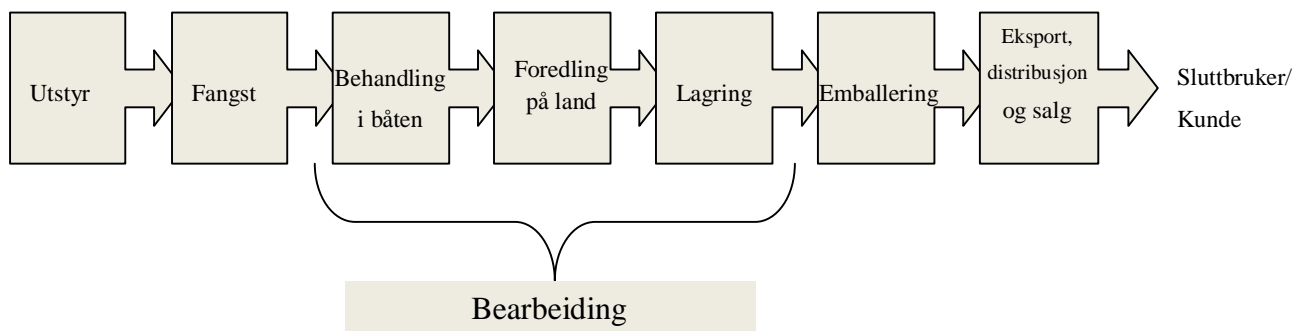 Utstyr
Fangst
Behandling
i båten
Foredling
på land
Lagring
Emballering
Eksport,
distribusjon
og salg
Sluttbruker/
Kunde
Bearbeiding